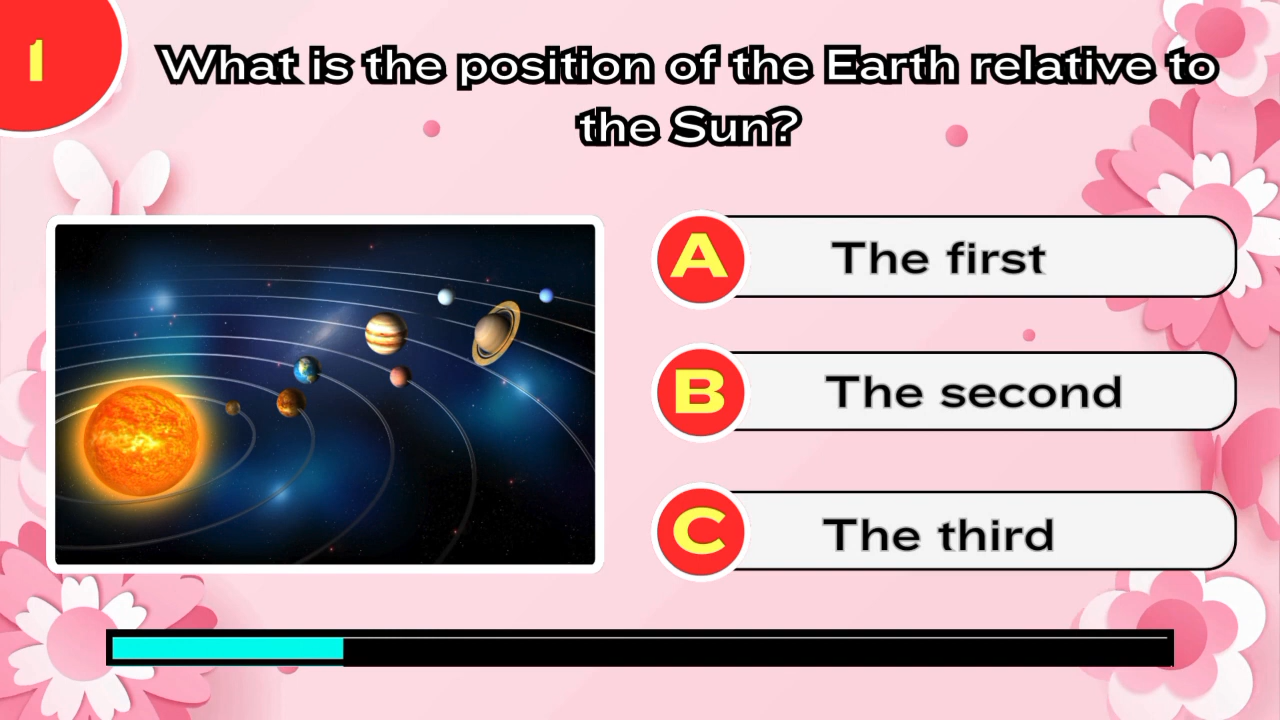 1
What is the position of the Earth relative to
the Sun?
A The first
B The second
C The third